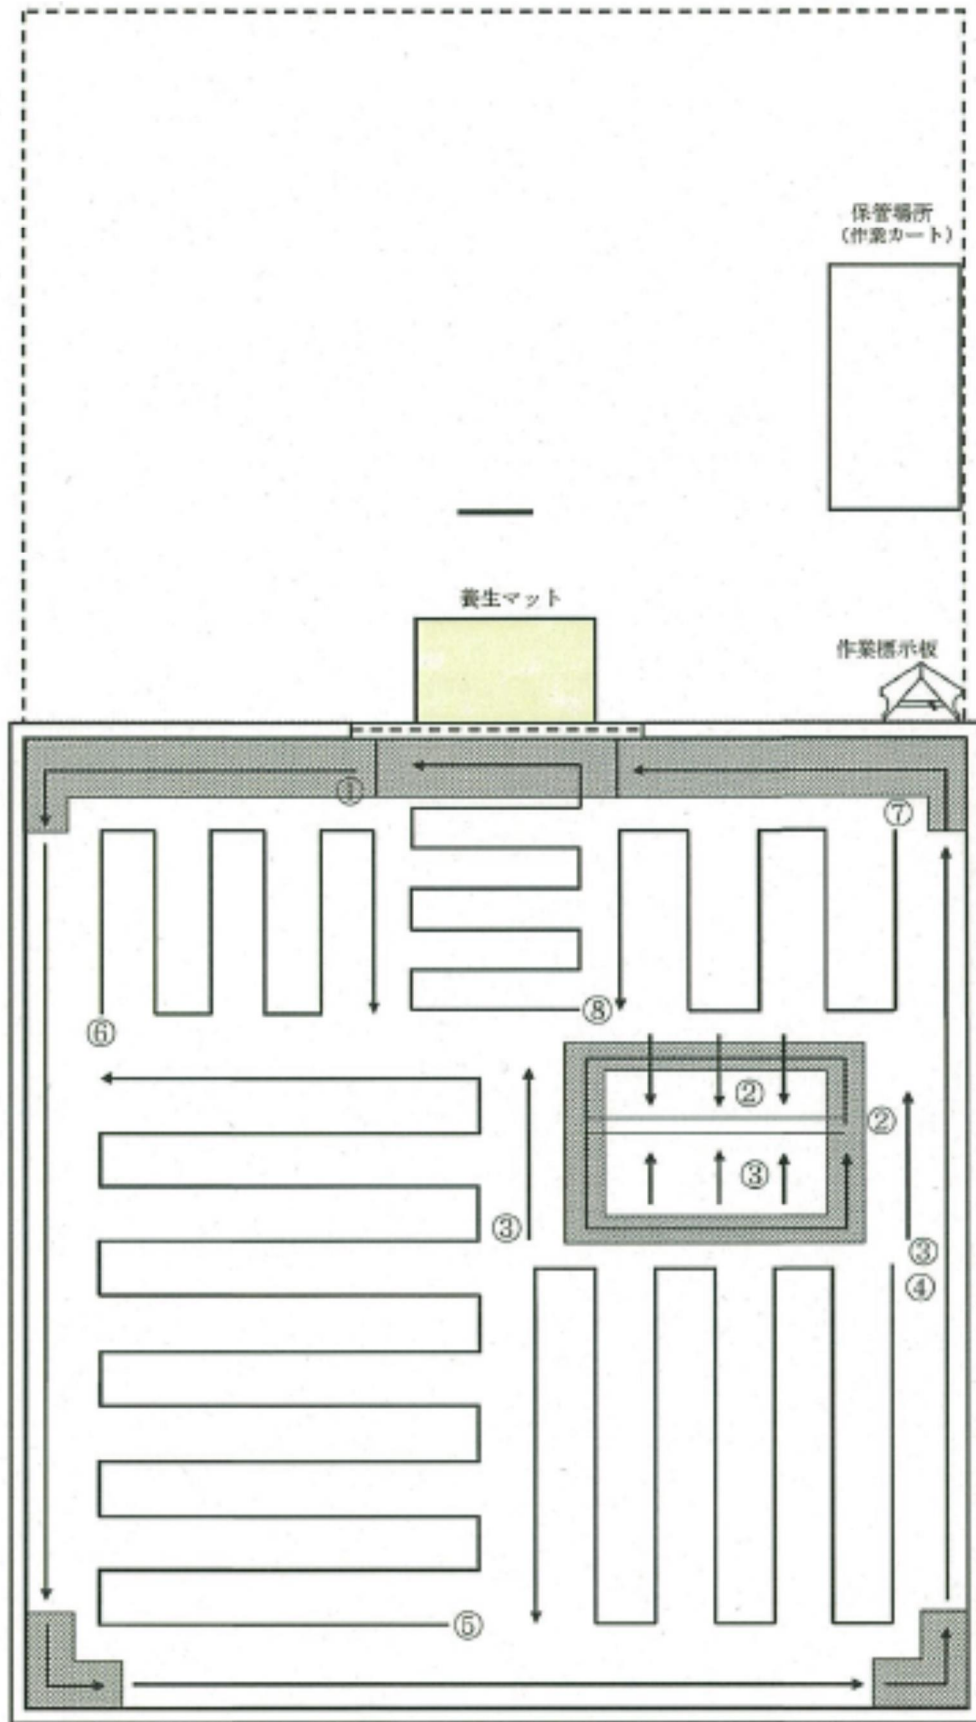 保管場所
（作業カート）
養生マット
作業標示板
①
⑦
⑥
⑧
②
②
③
③
③
④
⑤